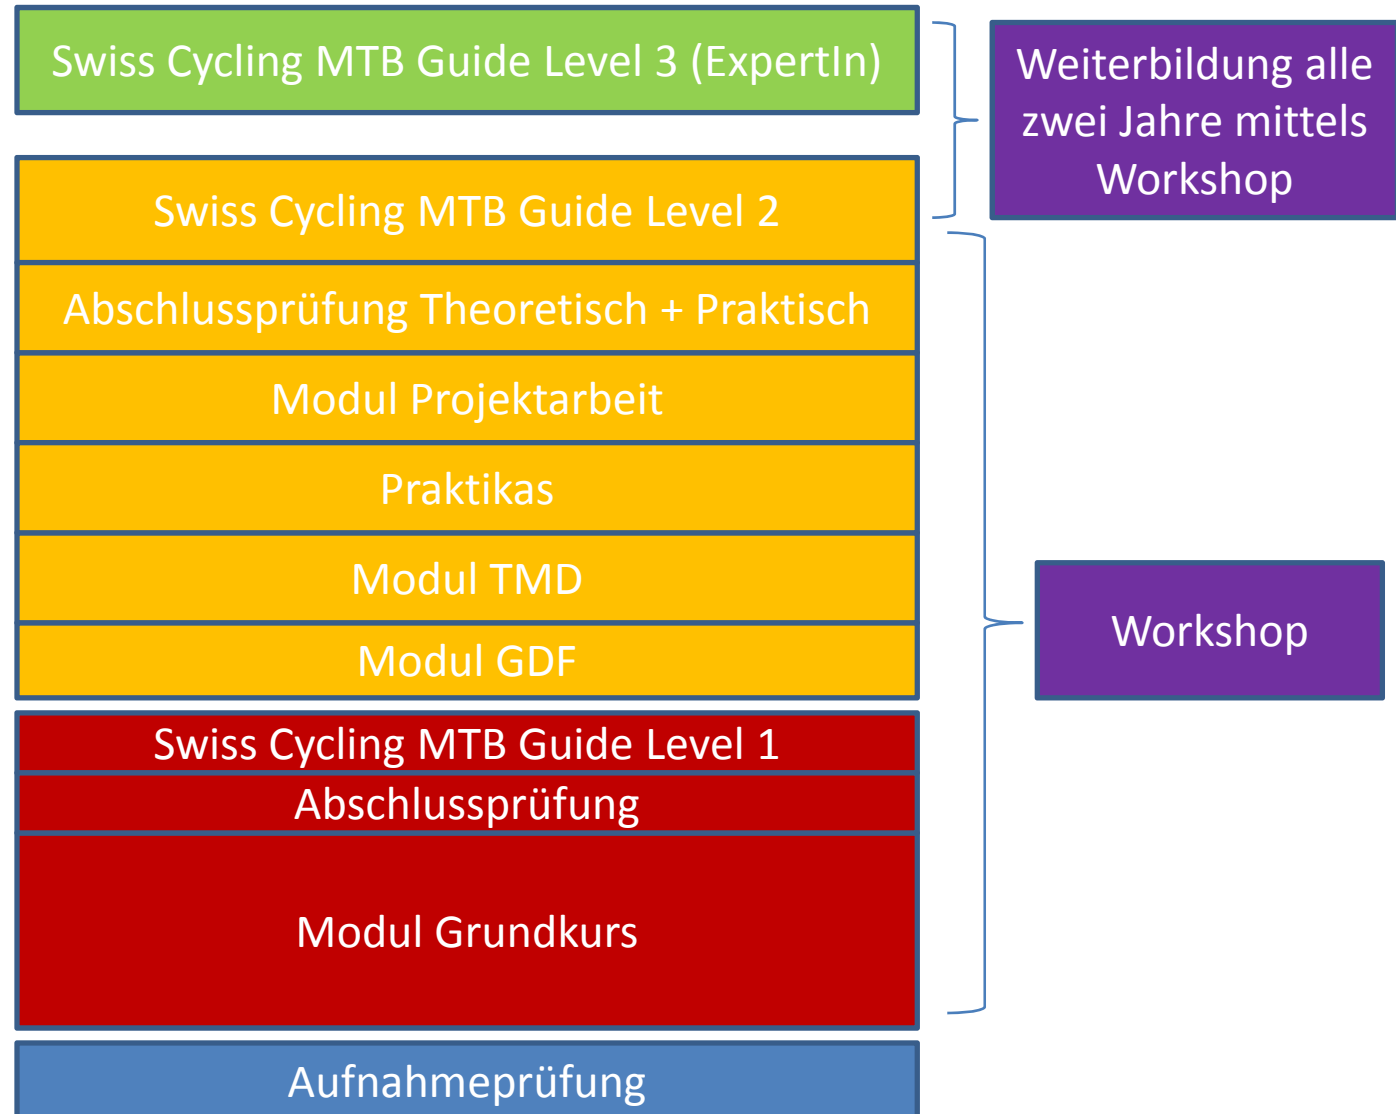 Swiss Cycling MTB Guide Level 3 (ExpertIn)
Weiterbildung alle
zwei Jahre mittels
Workshop
Swiss Cycling MTB Guide Level 2
Abschlussprüfung Theoretisch + Praktisch
Modul Projektarbeit
Praktikas
Modul TMD
Modul GDF
Workshop
Swiss Cycling MTB Guide Level 1
Abschlussprüfung
Modul Grundkurs
Aufnahmeprüfung